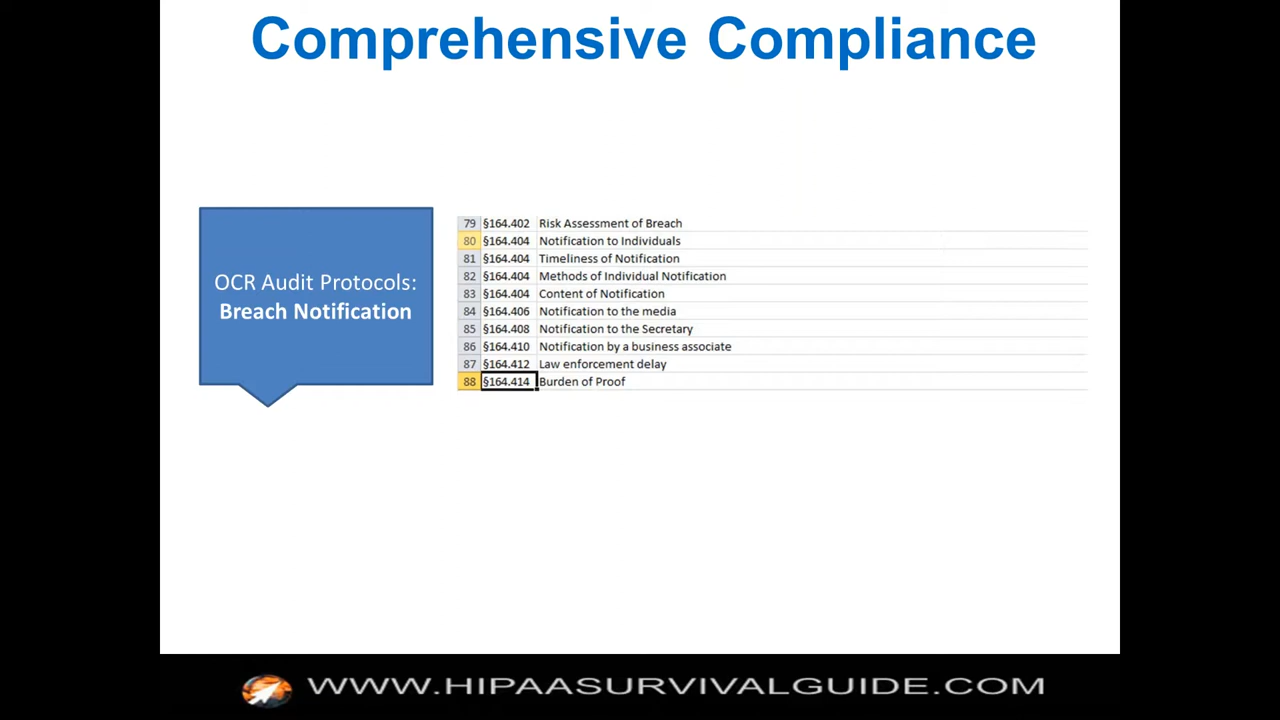 Comprehensive Compliance
OCR Audit Protocols:
Breach Notification
79 §164.402 Risk Assessment of Breach
80 §164.404 Notification to Individuals
81 §164.404 Timeliness of Notification
82 §164.404 Methods of Individual Notification
83 §164.404 Content of Notification
84 §164.406 Notification to the media
85 §164.408 Notification to the Secretary
86 §164.410 Notification by a business associate
87 §164.412 Law enforcement delay
88 §164.414 Burden of Proof
WWW.HIPAASURVIVALGUIDE.COM